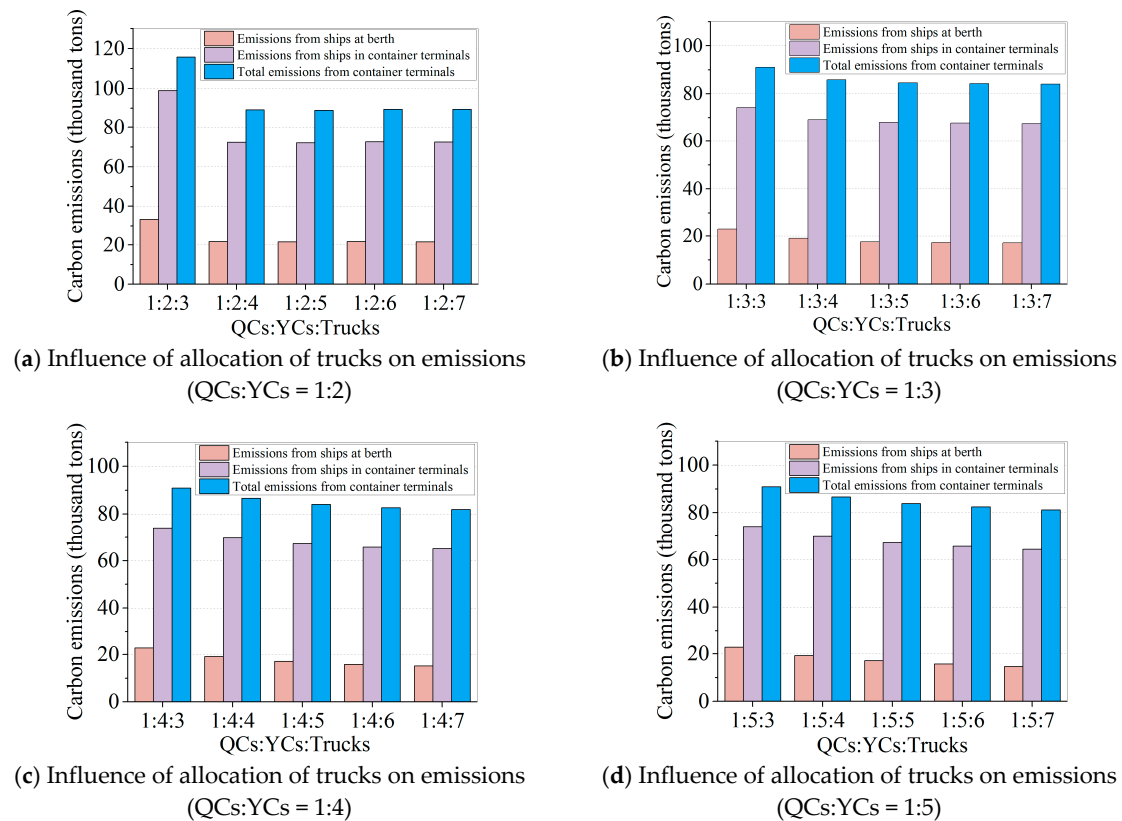 Carbon emissions (thousand tons)
120
100
80
60
40
20
0
Emissions from ships at berth
Emissions from ships in container terminals
Total emissions from container terminals
1:2:3 1:2:4 1:2:5 1:2:6 1:2:7
QCs:YCs:Trucks
(a) Influence of allocation of trucks on emissions
(QCs:YCs = 1:2)
Carbon emissions (thousand tons)
100
80
60
40
20
0
Emissions from ships at berth
Emissions from ships in container terminals
Total emissions from container terminals
1:3:3 1:3:4 1:3:5 1:3:6 1:3:7
QCs:YCs:Trucks
(b) Influence of allocation of trucks on emissions
(QCs:YCs = 1:3)
Carbon emissions (thousand tons)
100
80
60
40
20
0
Emissions from ships at berth
Emissions from ships in container terminals
Total emissions from container terminals
1:4:3 1:4:4 1:4:5 1:4:6 1:4:7
QCs:YCs:Trucks
(c) Influence of allocation of trucks on emissions
(QCs:YCs = 1:4)
Carbon emissions (thousand tons)
100
80
60
40
20
0
Emissions from ships at berth
Emissions from ships in container terminals
Total emissions from container terminals
1:5:3 1:5:4 1:5:5 1:5:6 1:5:7
QCs:YCs:Trucks
(d) Influence of allocation of trucks on emissions
(QCs:YCs = 1:5)